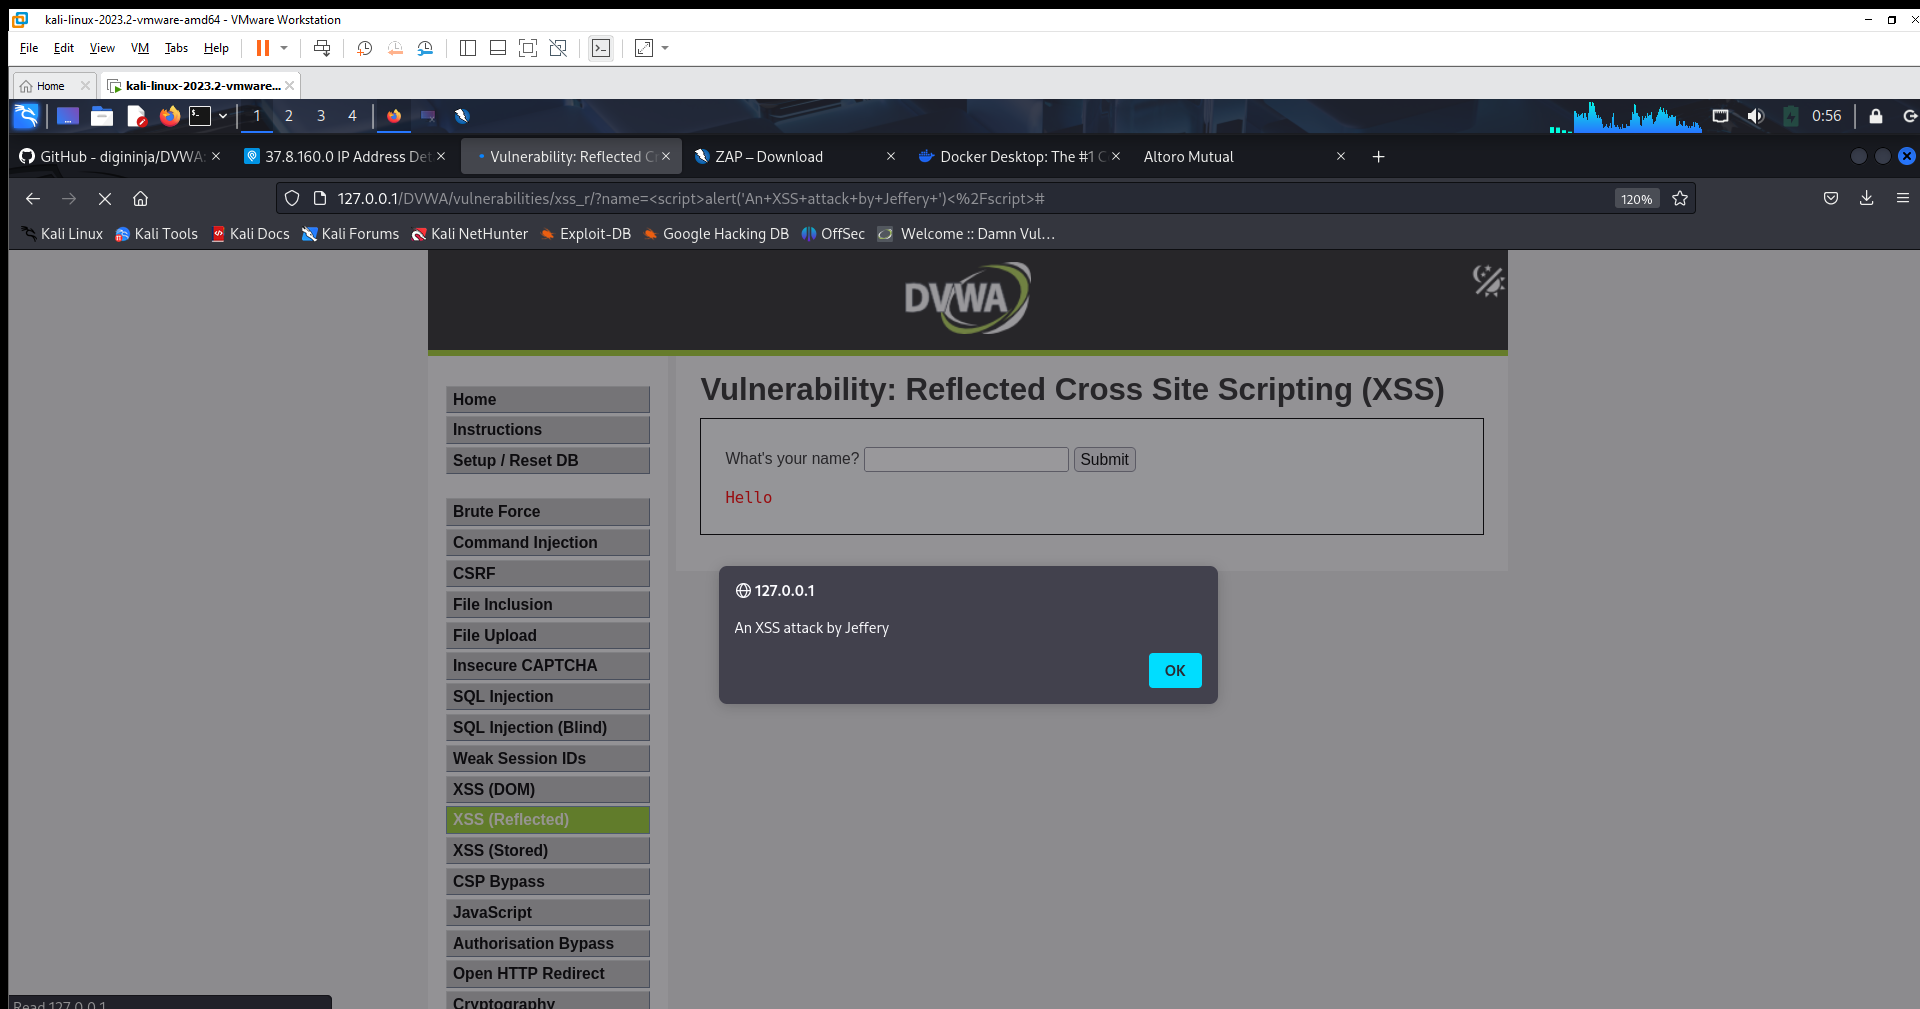 kali-linux-2023.2-vmware-amd64 - VMware Workstation
File Edit View VM Tabs Help
Home kali-linux-2023.2-vmware...
1 2 3 4 0:56
GitHub - digininja/DVWA: 37.8.160.0 IP Address Det Vulnerability: Reflected C ZAP – Download Docker Desktop: The #1 C Altoro Mutual
127.0.0.1/DVWA/vulnerabilities/xss_r/?name=<script>alert('An+XSS+attack+by+Jeffery+')<%2Fscript># 120%
Kali Linux Kali Tools Kali Docs Kali Forums Kali NetHunter Exploit-DB Google Hacking DB OffSec Welcome :: Damn Vul...
DVWA
Vulnerability: Reflected Cross Site Scripting (XSS)
What's your name? Submit
Hello
127.0.0.1
An XSS attack by Jeffery
OK
Home
Instructions
Setup / Reset DB
Brute Force
Command Injection
CSRF
File Inclusion
File Upload
Insecure CAPTCHA
SQL Injection
SQL Injection (Blind)
Weak Session IDs
XSS (DOM)
XSS (Reflected)
XSS (Stored)
CSP Bypass
JavaScript
Authorisation Bypass
Open HTTP Redirect
Cryptography
Read 127.0.0.1